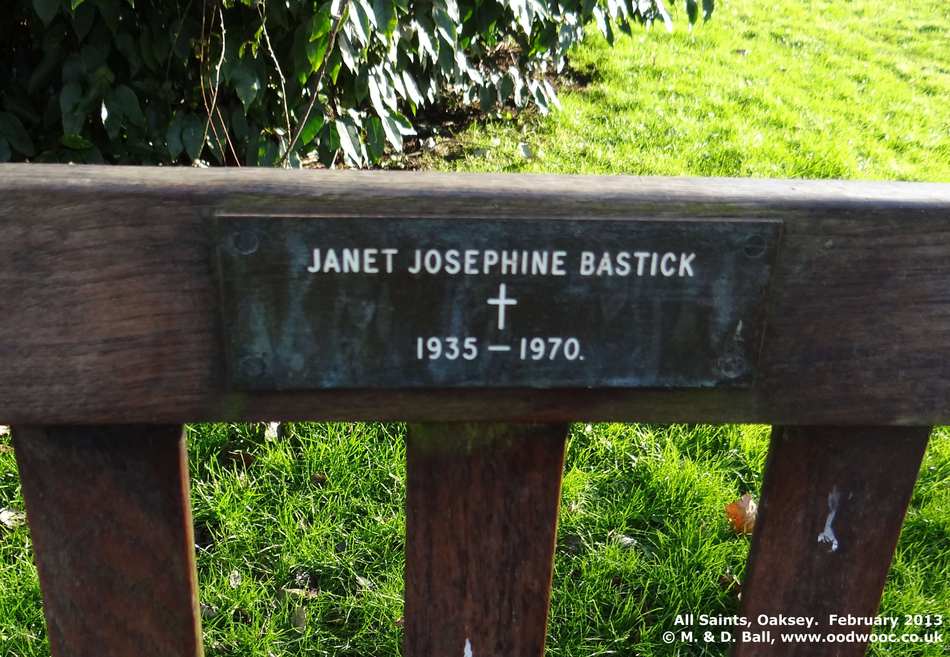 JANET JOSEPHINE BASTICK
✝
1935 — 1970.
All Saints, Oaksey. February 2013
© M. & D. Ball, www.oodwooc.co.uk